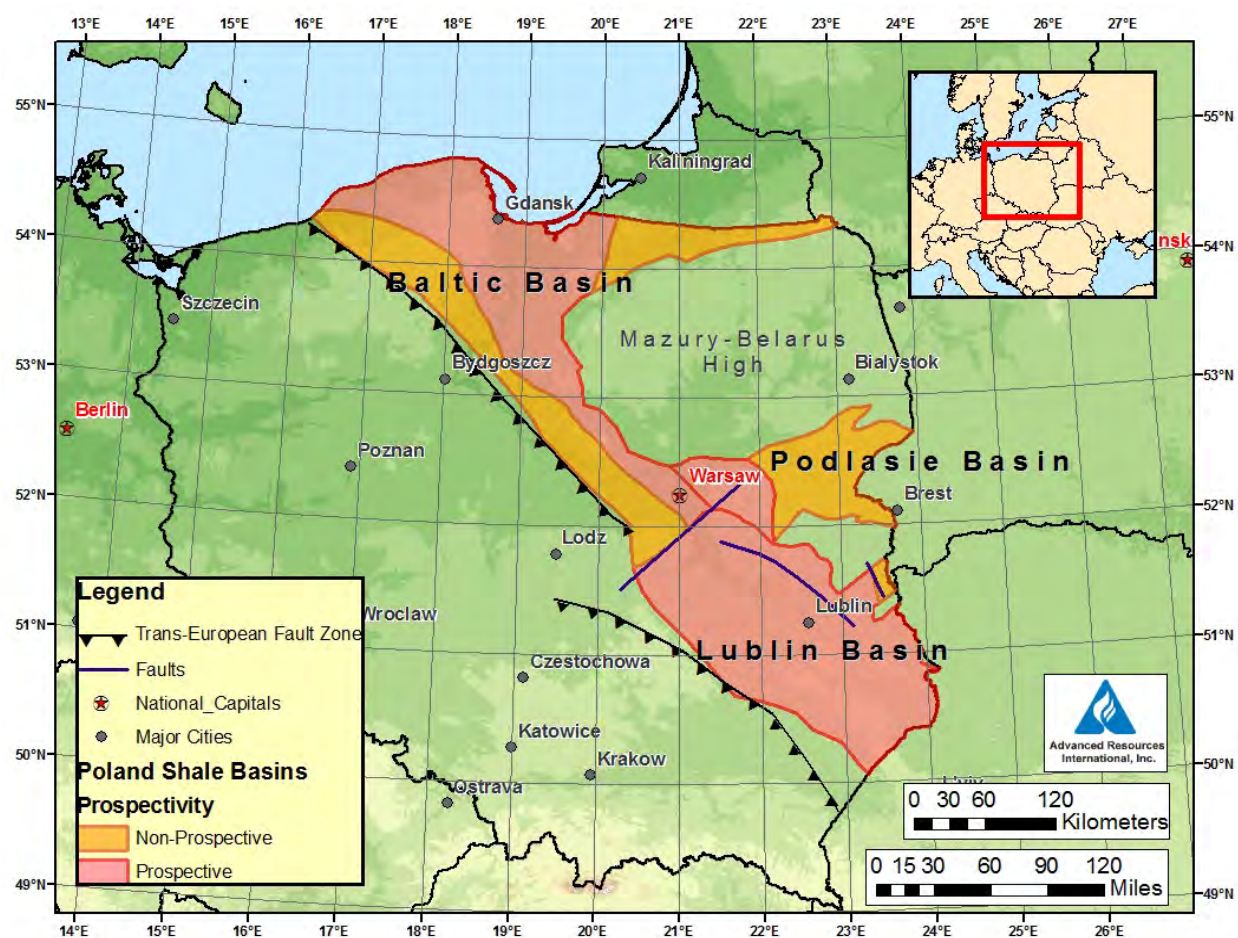 13°E 14°E 15°E 16°E 17°E 18°E 19°E 20°E 21°E 22°E 23°E 24°E 25°E 26°E 27°E
55°N
55°N
Kaliningrad
Gdansk
54°N
54°N
nsk
Baltic Basin
Szczecin
Mazury-Belarus
High
Bydgoszcz
Bialystok
53°N
53°N
Berlin
Poznan
Podlasie Basin
Warsaw
Brest
52°N
52°N
Lodz
Legend
Trans-European Fault Zone
Faults
National_Capitals
Major Cities
Poland Shale Basins
Prospectivity
Non-Prospective
Prospective
Wroclaw
Lublin
51°N
51°N
Lublin Basin
Czestochowa
Katowice
Krakow
Ostrava
50°N
50°N
Advanced Resources
International, Inc.
0 30 60 120
Kilometers
0 15 30 60 90 120
Miles
49°N
49°N
14°E 15°E 16°E 17°E 18°E 19°E 20°E 21°E 22°E 23°E 24°E 25°E 26°E